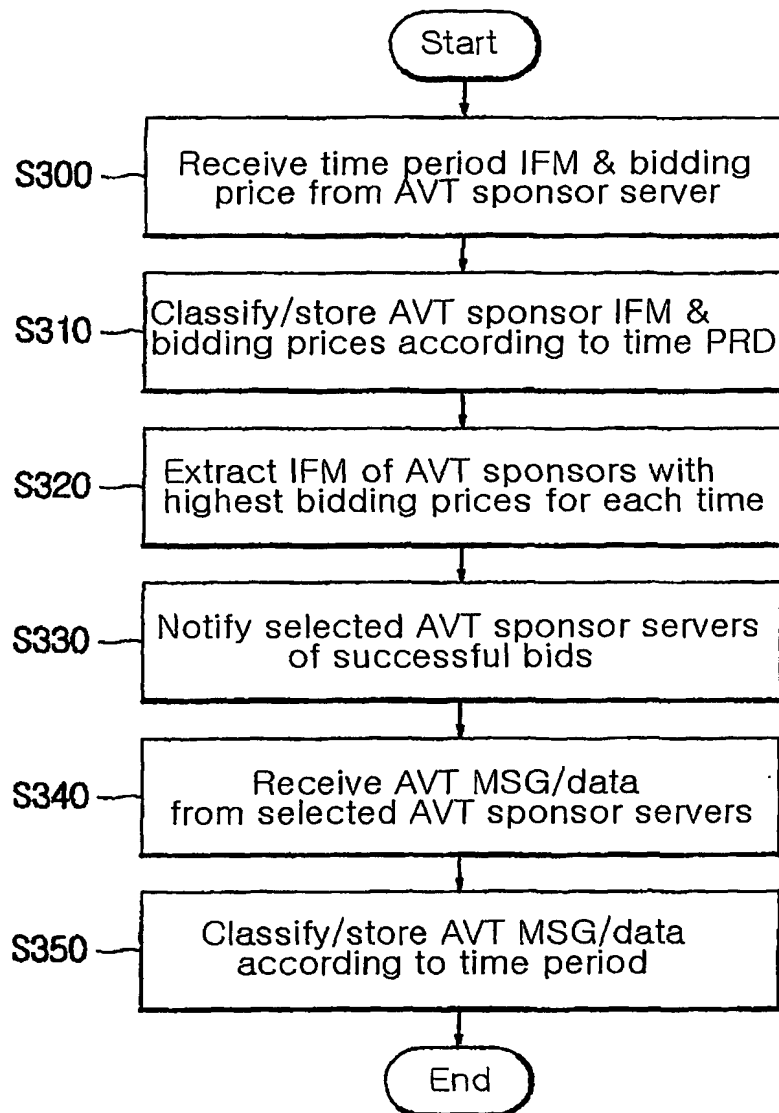 Start
S300
Receive time period IFM & bidding
price from AVT sponsor server
S310
Classify/store AVT sponsor IFM &
bidding prices according to time PRD
S320
Extract IFM of AVT sponsors with
highest bidding prices for each time
S330
Notify selected AVT sponsor servers
of successful bids
S340
Receive AVT MSG/data
from selected AVT sponsor servers
S350
Classify/store AVT MSG/data
according to time period
End